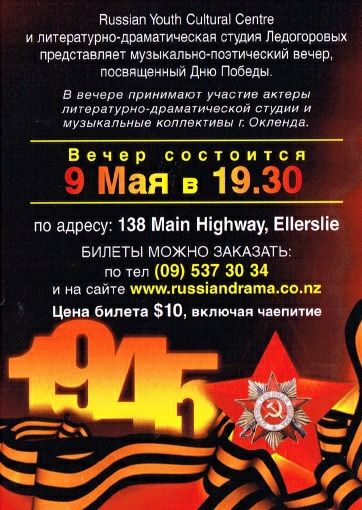 Russian Youth Cultural Centre
и литературно-драматическая студия Ледогоровых
представляет музыкально-поэтический вечер,
посвященный Дню Победы.
В вечере принимают участие актеры
литературно-драматической студии и
музыкальные коллективы г. Окленда.
Вечер состоится
9 Мая в 19.30
по адресу: 138 Main Highway, Ellerslie
БИЛЕТЫ МОЖНО ЗАКАЗАТЬ:
по тел (09) 537 30 34
и на сайте www.russiandrama.co.nz
Цена билета $10, включая чаепитие
1945